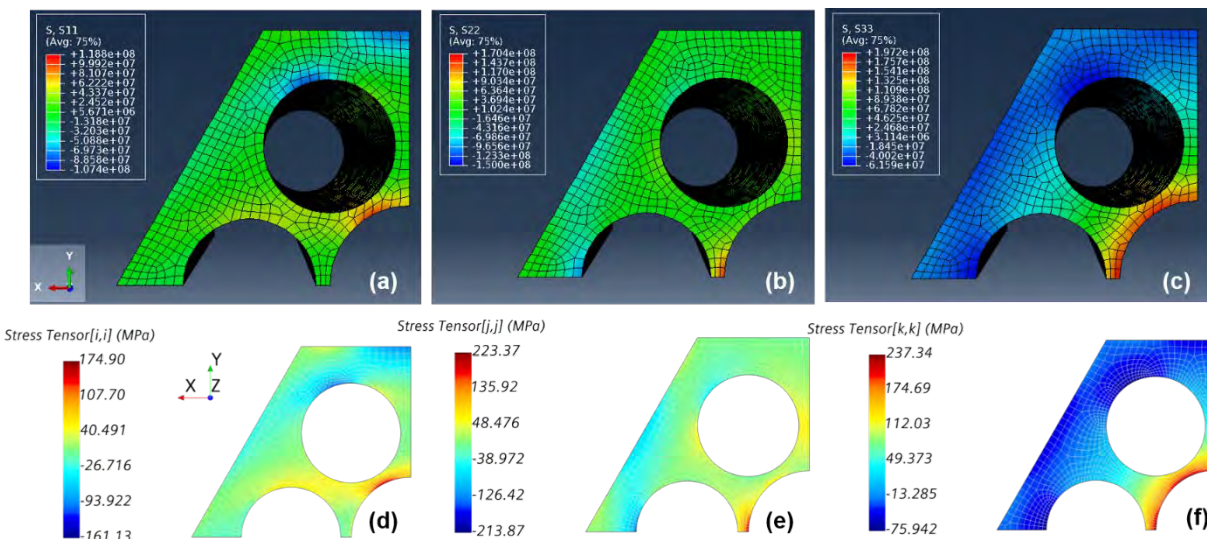 S, S11
(Avg: 75%)
+1.188e+08
+9.992e+07
+8.107e+07
+6.222e+07
+4.337e+07
+2.452e+07
+5.671e+06
-1.318e+07
-3.203e+07
-5.088e+07
-6.973e+07
-8.858e+07
-1.074e+08
Y
X
(a)
S, S22
(Avg: 75%)
+1.704e+08
+1.437e+08
+1.170e+08
+9.034e+07
+6.364e+07
+3.694e+07
+1.024e+07
-1.646e+07
-4.316e+07
-6.986e+07
-9.656e+07
-1.233e+08
-1.500e+08
(b)
S, S33
(Avg: 75%)
+1.972e+08
+1.757e+08
+1.541e+08
+1.325e+08
+1.109e+08
+8.938e+07
+6.782e+07
+4.625e+07
+2.468e+07
+3.114e+06
-1.845e+07
-4.002e+07
-6.159e+07
(c)
Stress Tensor[i,i] (MPa)
174.90
107.70
40.491
-26.716
-93.922
-161.13
Y
X Z
(d)
Stress Tensor[j,j] (MPa)
223.37
135.92
48.476
-38.972
-126.42
-213.87
(e)
Stress Tensor[k,k] (MPa)
237.34
174.69
112.03
49.373
-13.285
-75.942
(f)